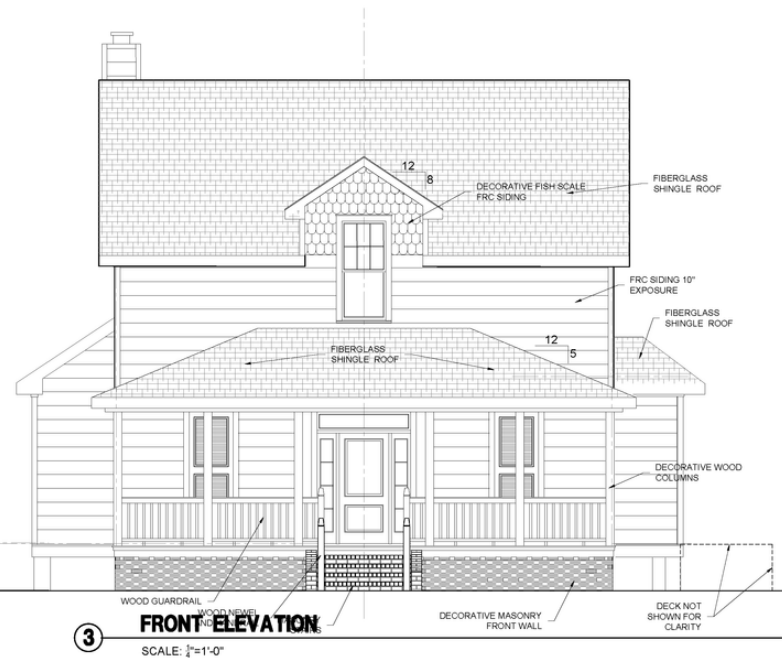 12
8
DECORATIVE FISH SCALE
FRC SIDING
FIBERGLASS
SHINGLE ROOF
FRC SIDING 10"
EXPOSURE
FIBERGLASS
SHINGLE ROOF
12
5
FIBERGLASS
SHINGLE ROOF
DECORATIVE WOOD
COLUMNS
WOOD GUARDRAIL
WOOD NEWEL
DECORATIVE MASONRY
FRONT WALL
DECK NOT
SHOWN FOR
CLARITY
3
FRONT ELEVATION
SCALE: 1/4"=1'-0"